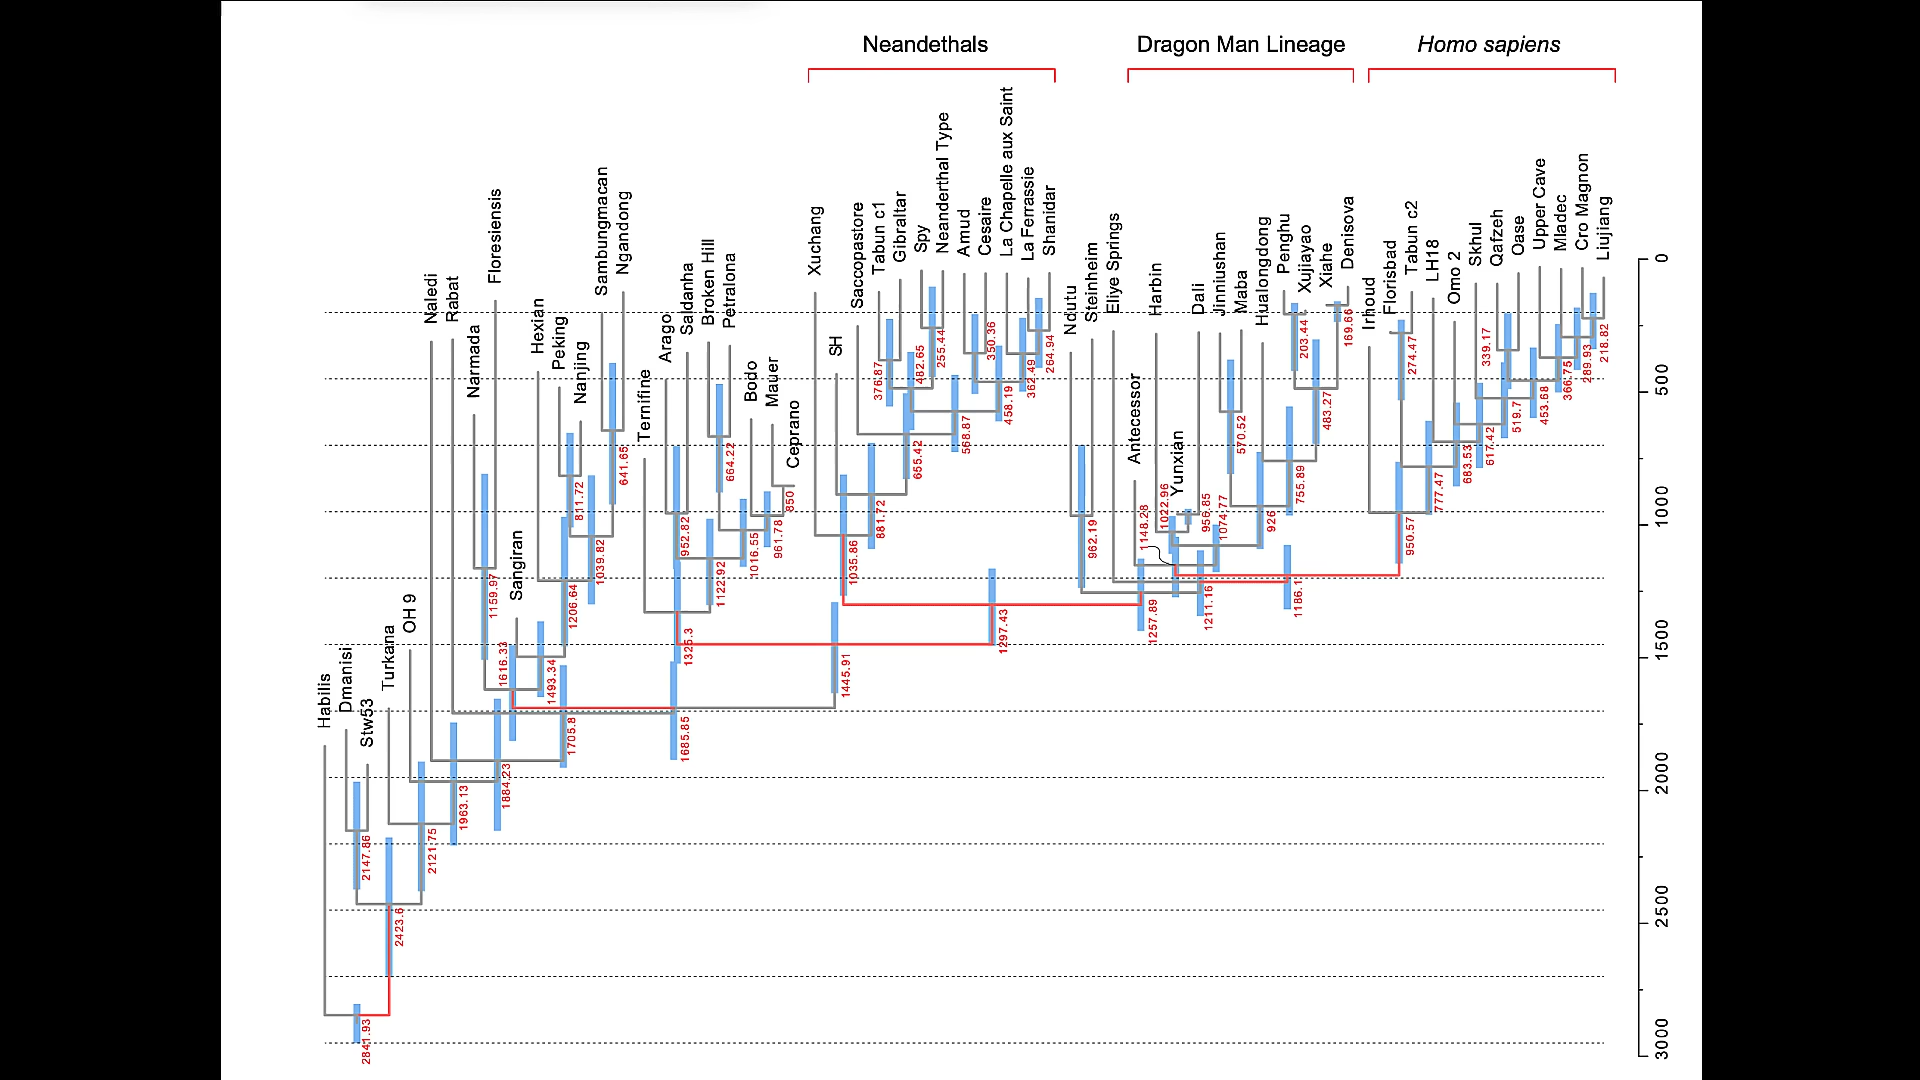 Neandethals
Dragon Man Lineage
Homo sapiens
Habilis
Dmanisi
Stw53
Turkana
OH 9
Naledi
Rabat
Narmada
Floresiensis
Sangiran
Hexian
Peking
Nanjing
Sambungmacan
Ngandong
Ternifine
Arago
Saldanha
Broken Hill
Petralona
Bodo
Mauer
Ceprano
Xuchang
SH
Saccopastore
Tabun c1
Gibraltar
Spy
Neanderthal Type
Amud
Cesaire
La Chapelle aux Saint
La Ferrassie
Shanidar
Ndutu
Steinheim
Eliye Springs
Antecessor
Harbin
Yunxian
Dali
Jinniushan
Maba
Hualongdong
Penghu
Xujiayao
Xiahe
Denisova
Irhoud
Florisbad
Tabun c2
LH18
Omo 2
Skhul
Qafzeh
Oase
Upper Cave
Mladec
Cro Magnon
Liujiang
2841.93
2147.86
2423.6
2121.75
1963.13
1884.23
1159.97
1616.33
1493.34
1705.8
1206.64
811.72
1039.82
641.65
1685.85
952.82
1325.3
1122.92
664.22
1016.55
961.78
850
1445.91
1035.86
881.72
376.87
482.65
655.42
255.44
568.87
350.36
458.19
362.49
264.94
1297.43
962.19
1257.89
1148.28
1022.96
956.85
1211.16
1074.77
570.52
926
1186.1
755.89
203.44
483.27
169.66
950.57
274.47
777.47
683.53
617.42
339.17
519.7
453.68
366.75
289.93
218.82
0
500
1000
1500
2000
2500
3000